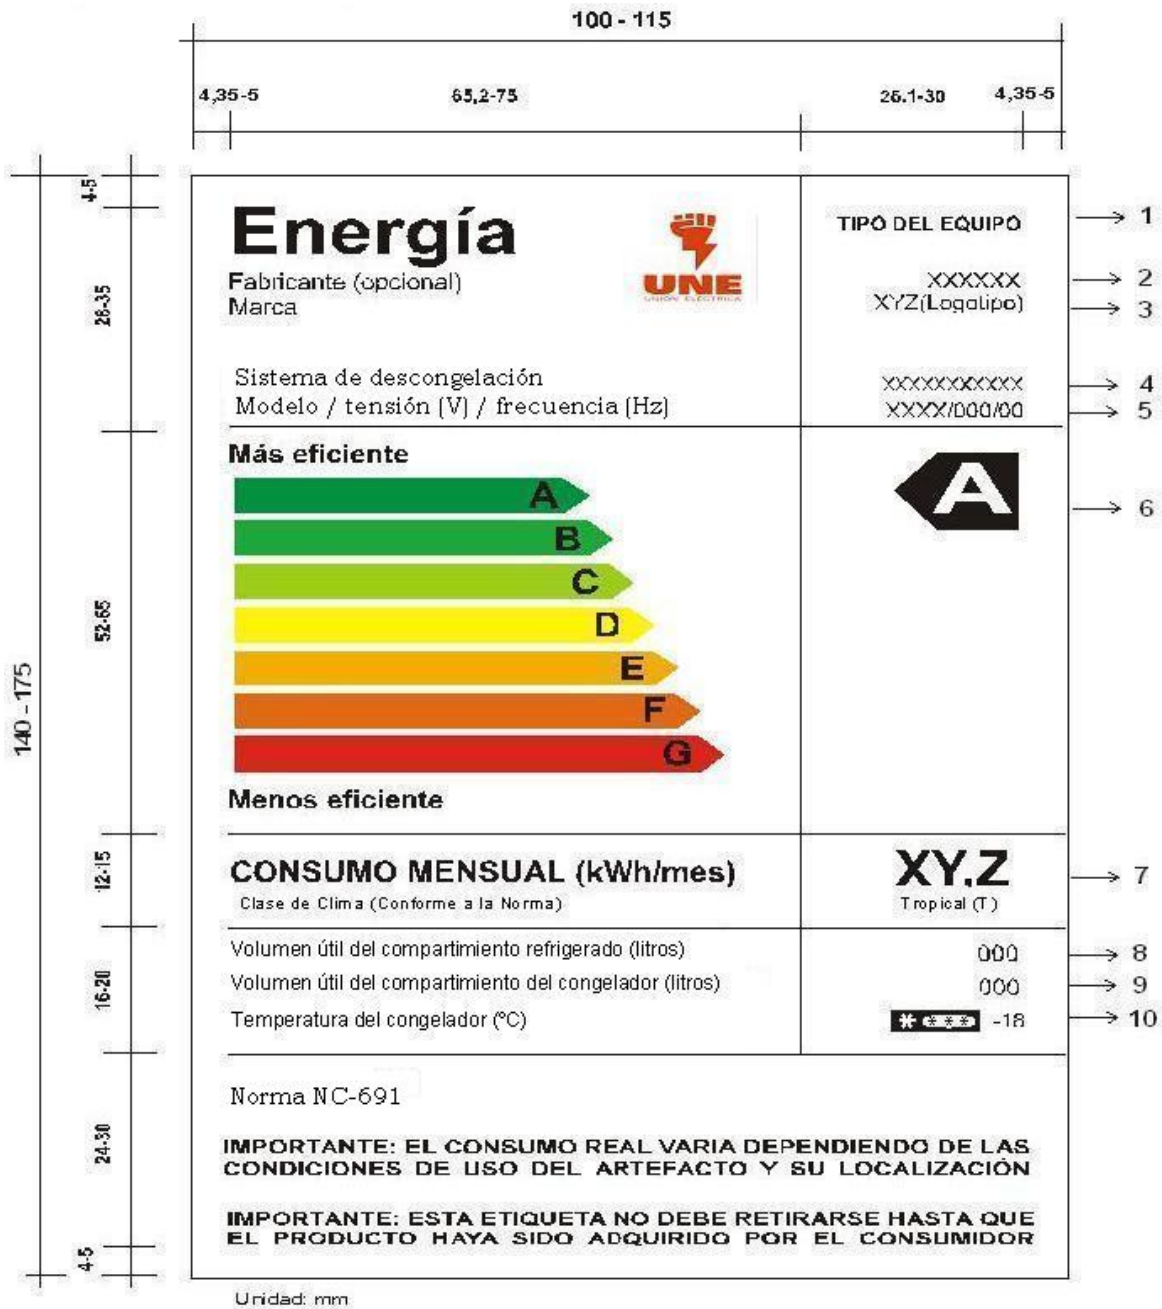 100 - 115
4,35-5 65,2-75 26.1-30 4,35-5
4-5
Energía
UNE
UNION ELECTRICA
TIPO DEL EQUIPO 1
Fabricante (opcional) XXXXXX 2
Marca XYZ(Logotipo) 3
28-35
Sistema de descongelación XXXXXXXXXXX 4
Modelo / tensión (V) / frecuencia (Hz) XXXX/000/00 5
Más eficiente
A A 6
B
C
D
E
F
G
52-65
140 - 175
Menos eficiente
12-15
CONSUMO MENSUAL (kWh/mes) XY,Z 7
Clase de Clima (Conforme a la Norma) Tropical (T)
16-20
Volumen útil del compartimiento refrigerado (litros) 000 8
Volumen útil del compartimiento del congelador (litros) 000 9
Temperatura del congelador (°C) * *** -18 10
24-30
Norma NC-691
IMPORTANTE: EL CONSUMO REAL VARIA DEPENDIENDO DE LAS
CONDICIONES DE USO DEL ARTEFACTO Y SU LOCALIZACIÓN
IMPORTANTE: ESTA ETIQUETA NO DEBE RETIRARSE HASTA QUE
EL PRODUCTO HAYA SIDO ADQUIRIDO POR EL CONSUMIDOR
4-5
Unidad: mm